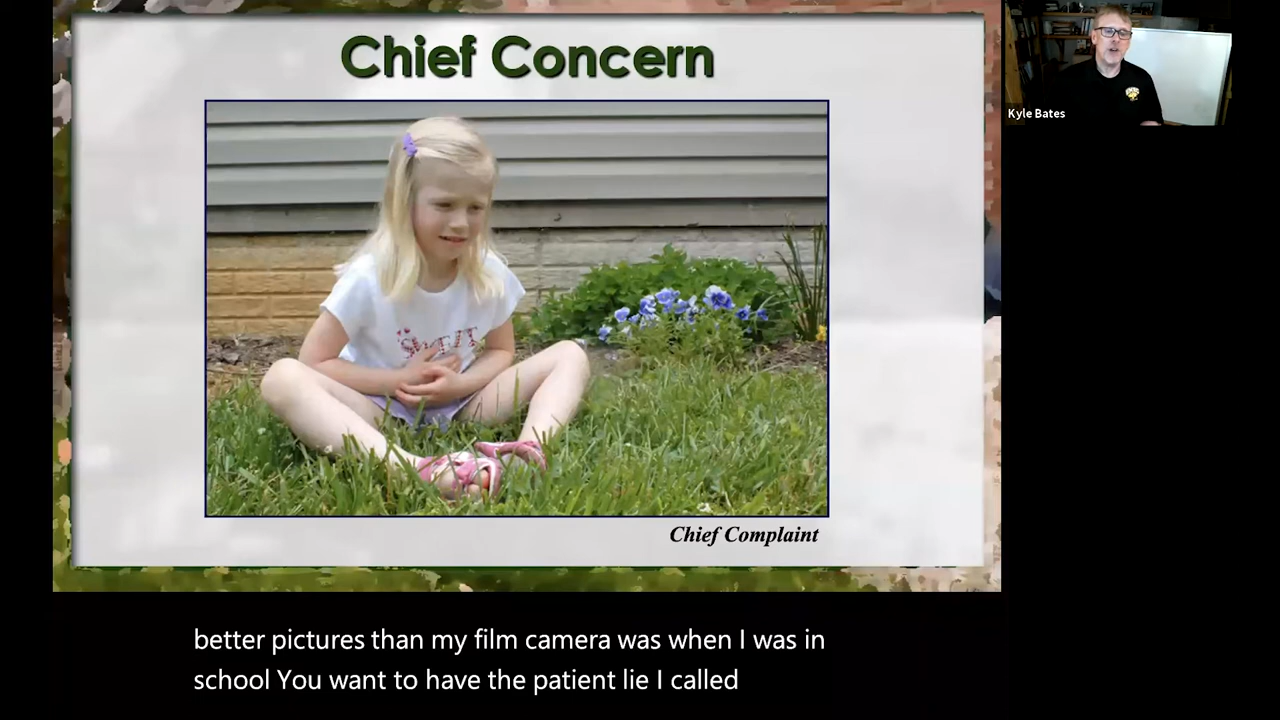 Chief Concern
Kyle Bates
Chief Complaint
better pictures than my film camera was when I was in
school You want to have the patient lie I called